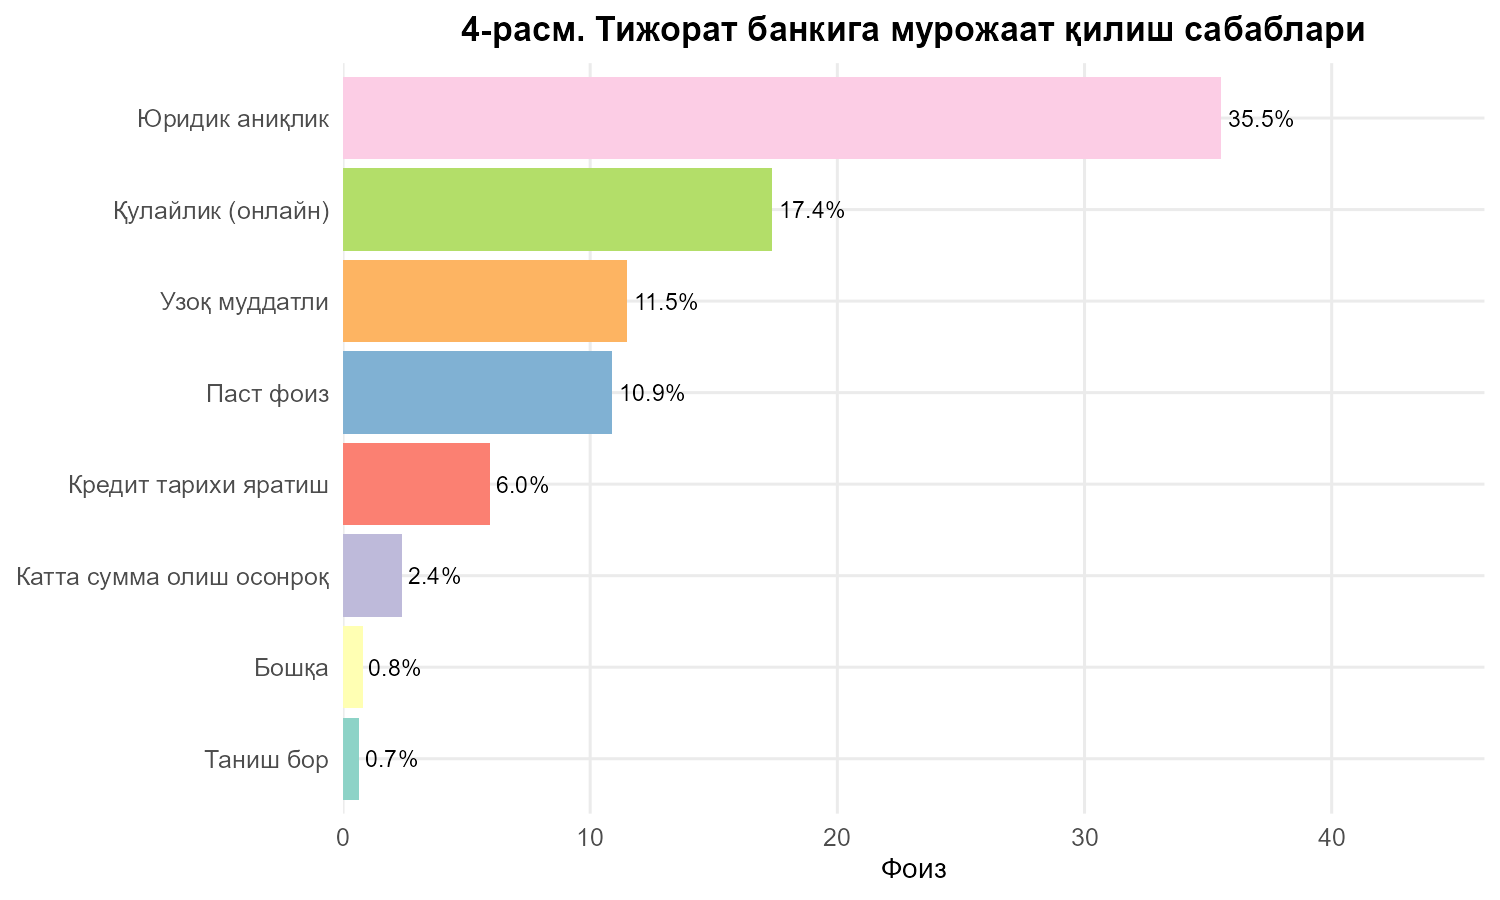 4-расм. Тижорат банкига мурожаат қилиш сабаблари
Юридик аниқлик
35.5%
Қулайлик (онлайн)
17.4%
Узоқ муддатли
11.5%
Паст фоиз
10.9%
Кредит тарихи яратиш
6.0%
Катта сумма олиш осонроқ
2.4%
Бошқа
0.8%
Таниш бор
0.7%
0 10 20 30 40
Фоиз